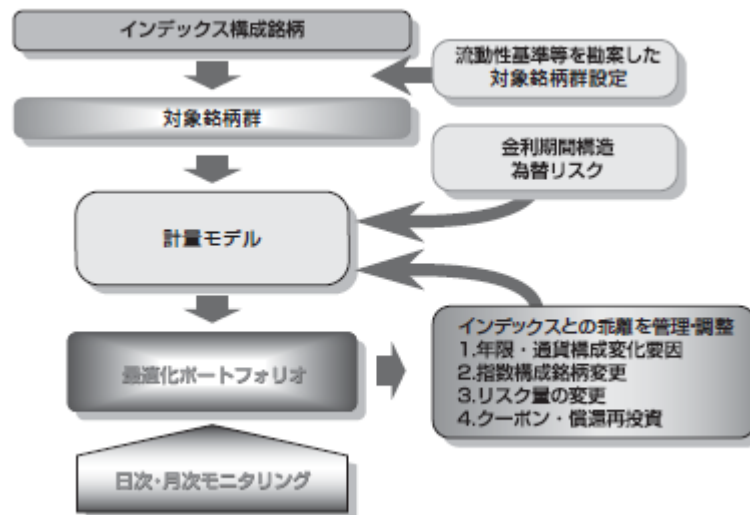 インデックス構成銘柄
流動性基準等を勘案した
対象銘柄群設定
対象銘柄群
金利期間構造
為替リスク
計量モデル
インデックスとの乖離を管理・調整
1.年限・通貨構成変化要因
2.指数構成銘柄変更
3.リスク量の変更
4.クーポン・償還再投資
最適化ポートフォリオ
日次・月次モニタリング